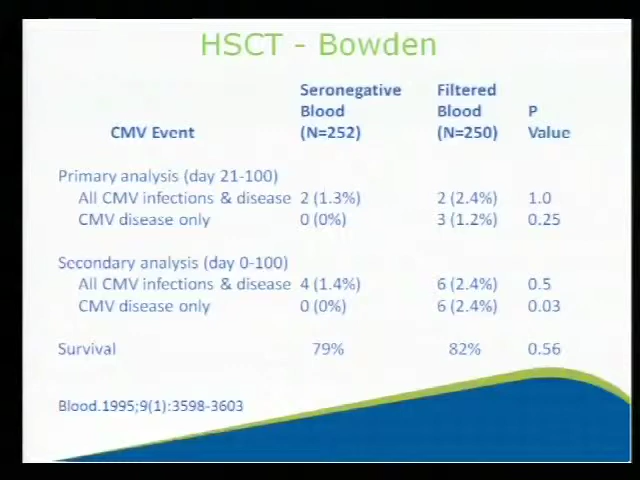 HSCT - Bowden
CMV Event Seronegative Blood (N=252) Filtered Blood (N=250) P Value
Primary analysis (day 21-100)
All CMV infections & disease 2 (1.3%) 2 (2.4%) 1.0
CMV disease only 0 (0%) 3 (1.2%) 0.25
Secondary analysis (day 0-100)
All CMV infections & disease 4 (1.4%) 6 (2.4%) 0.5
CMV disease only 0 (0%) 6 (2.4%) 0.03
Survival 79% 82% 0.56
Blood.1995;9(1):3598-3603